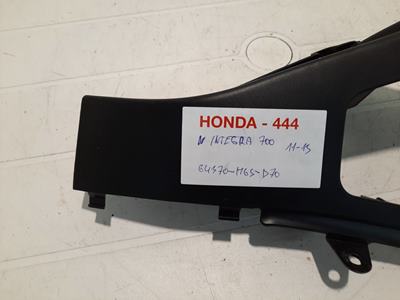 HONDA - 444
N INTEGRA 700 11-13
64370-MGS-D70